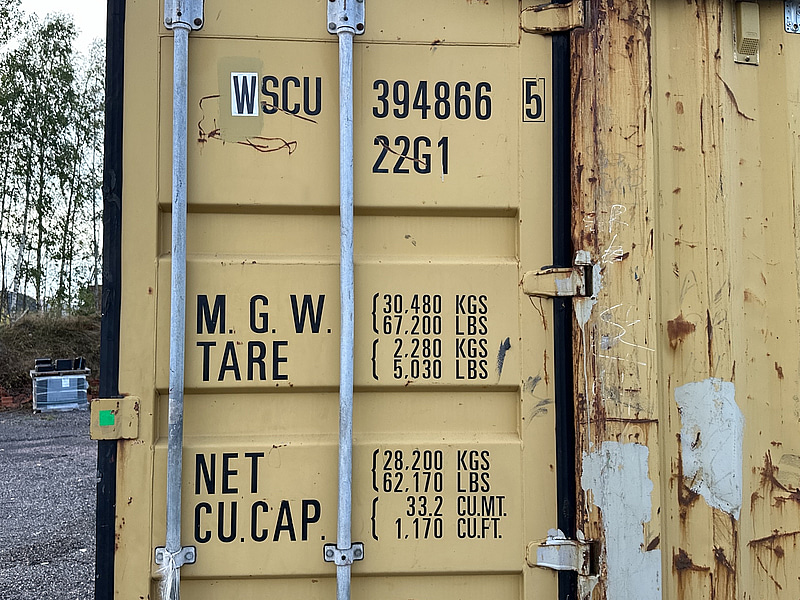 WSCU 394866 5
22G1
M. G. W. 30,480 KGS
67,200 LBS
TARE 2,280 KGS
5,030 LBS
NET 28,200 KGS
62,170 LBS
CU.CAP. 33.2 CU.MT.
1,170 CU.FT.